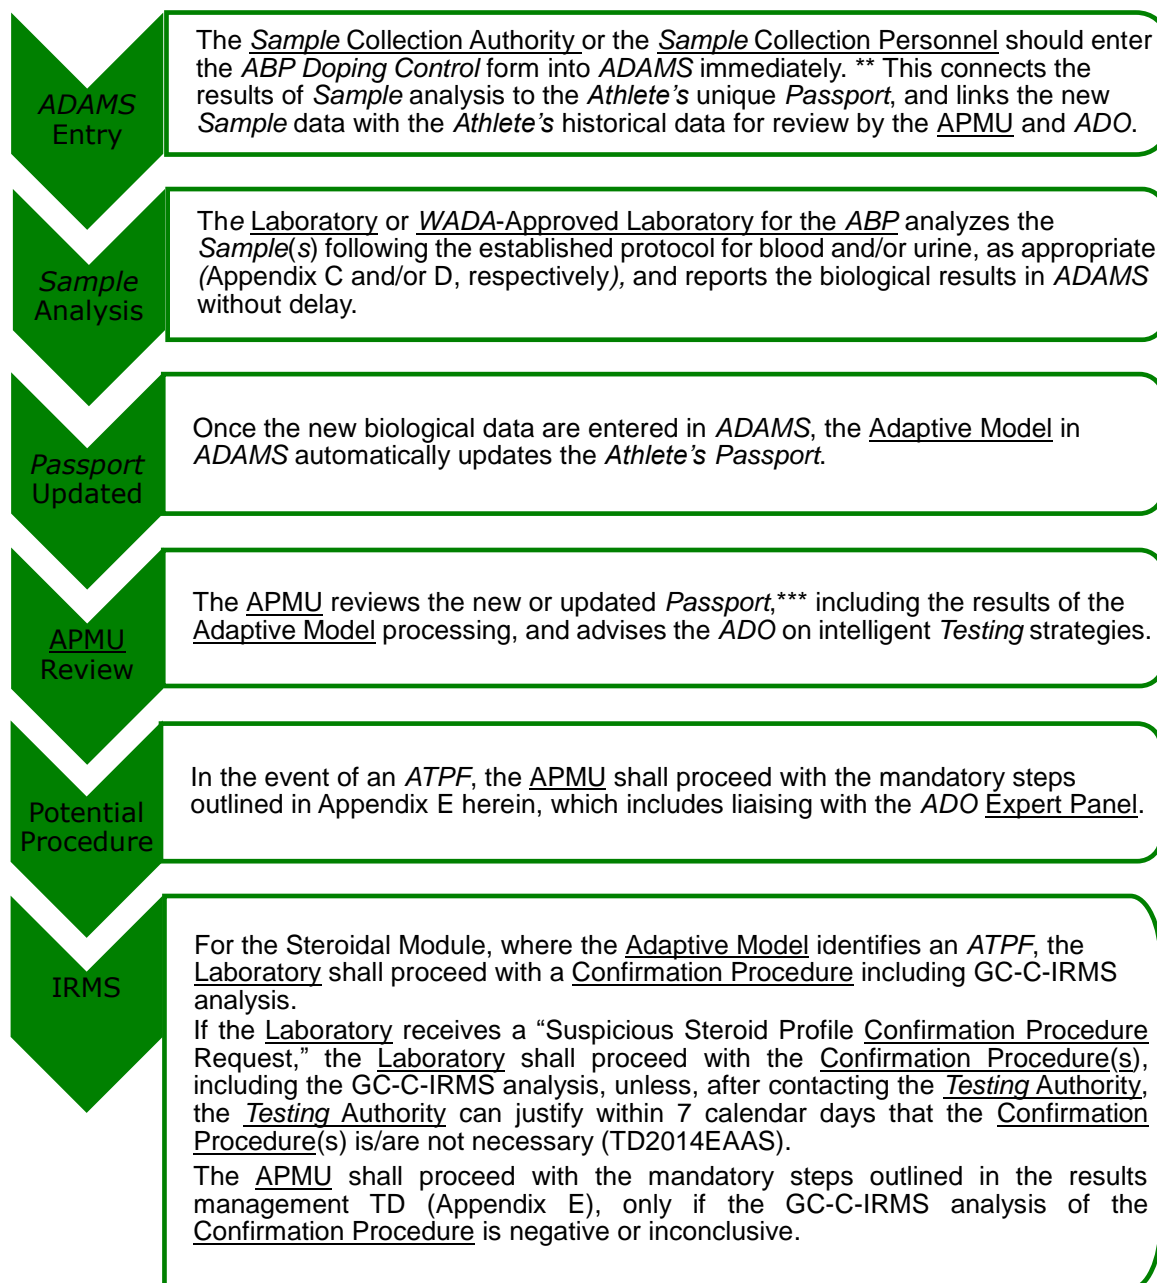 ADAMS
Entry
The Sample Collection Authority or the Sample Collection Personnel should enter
the ABP Doping Control form into ADAMS immediately. ** This connects the
results of Sample analysis to the Athlete's unique Passport, and links the new
Sample data with the Athlete's historical data for review by the APMU and ADO.
Sample
Analysis
The Laboratory or WADA-Approved Laboratory for the ABP analyzes the
Sample(s) following the established protocol for blood and/or urine, as appropriate
(Appendix C and/or D, respectively), and reports the biological results in ADAMS
without delay.
Passport
Updated
Once the new biological data are entered in ADAMS, the Adaptive Model in
ADAMS automatically updates the Athlete's Passport.
APMU
Review
The APMU reviews the new or updated Passport,*** including the results of the
Adaptive Model processing, and advises the ADO on intelligent Testing strategies.
Potential
Procedure
In the event of an ATPF, the APMU shall proceed with the mandatory steps
outlined in Appendix E herein, which includes liaising with the ADO Expert Panel.
IRMS
For the Steroidal Module, where the Adaptive Model identifies an ATPF, the
Laboratory shall proceed with a Confirmation Procedure including GC-C-IRMS
analysis.
If the Laboratory receives a “Suspicious Steroid Profile Confirmation Procedure
Request,” the Laboratory shall proceed with the Confirmation Procedure(s),
including the GC-C-IRMS analysis, unless, after contacting the Testing Authority,
the Testing Authority can justify within 7 calendar days that the Confirmation
Procedure(s) is/are not necessary (TD2014EAAS).
The APMU shall proceed with the mandatory steps outlined in the results
management TD (Appendix E), only if the GC-C-IRMS analysis of the
Confirmation Procedure is negative or inconclusive.